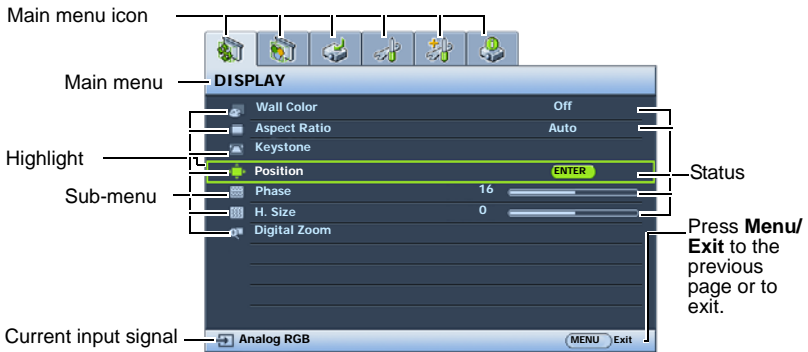 Main menu icon
Main menu
DISPLAY
Wall Color Off
Aspect Ratio Auto
Keystone
Highlight
Position ENTER
Status
Sub-menu
Phase 16
H. Size 0
Digital Zoom
Press Menu/
Exit to the
previous
page or to
exit.
Current input signal
Analog RGB
MENU Exit